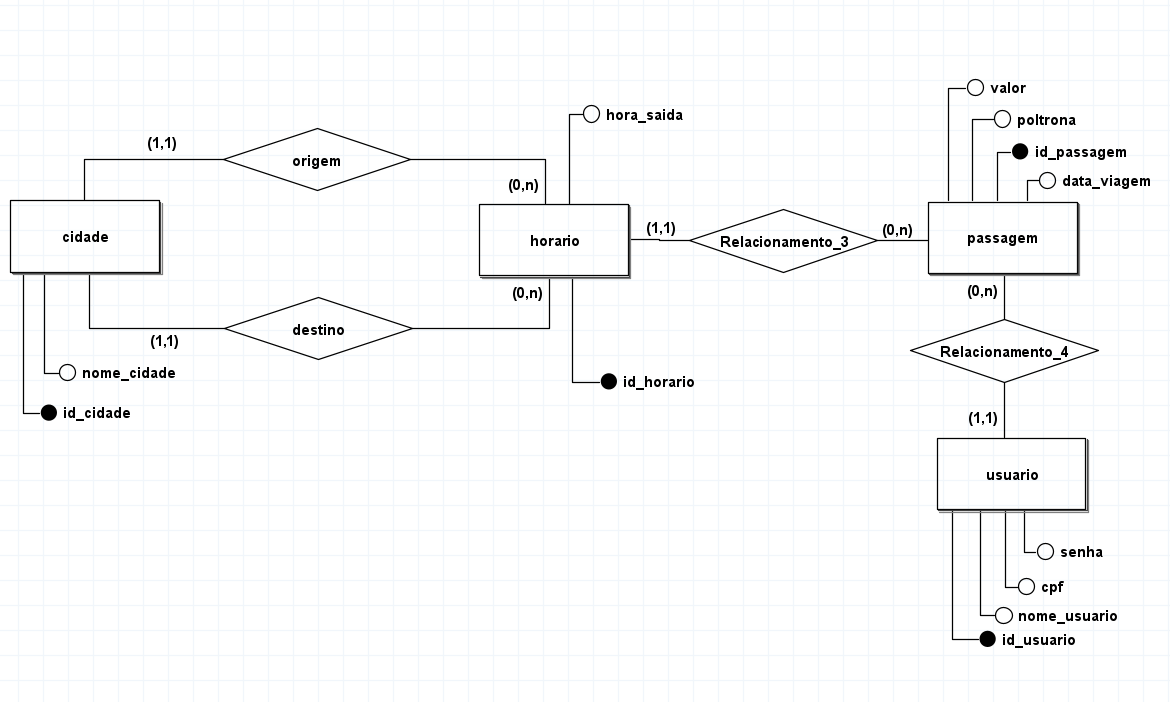 valor
hora_saida
poltrona
(1,1)
origem
id_passagem
data_viagem
(0,n)
cidade
horario
(1,1)
Relacionamento_3
(0,n)
passagem
(0,n)
(0,n)
destino
(1,1)
Relacionamento_4
nome_cidade
id_horario
id_cidade
(1,1)
usuario
senha
cpf
nome_usuario
id_usuario